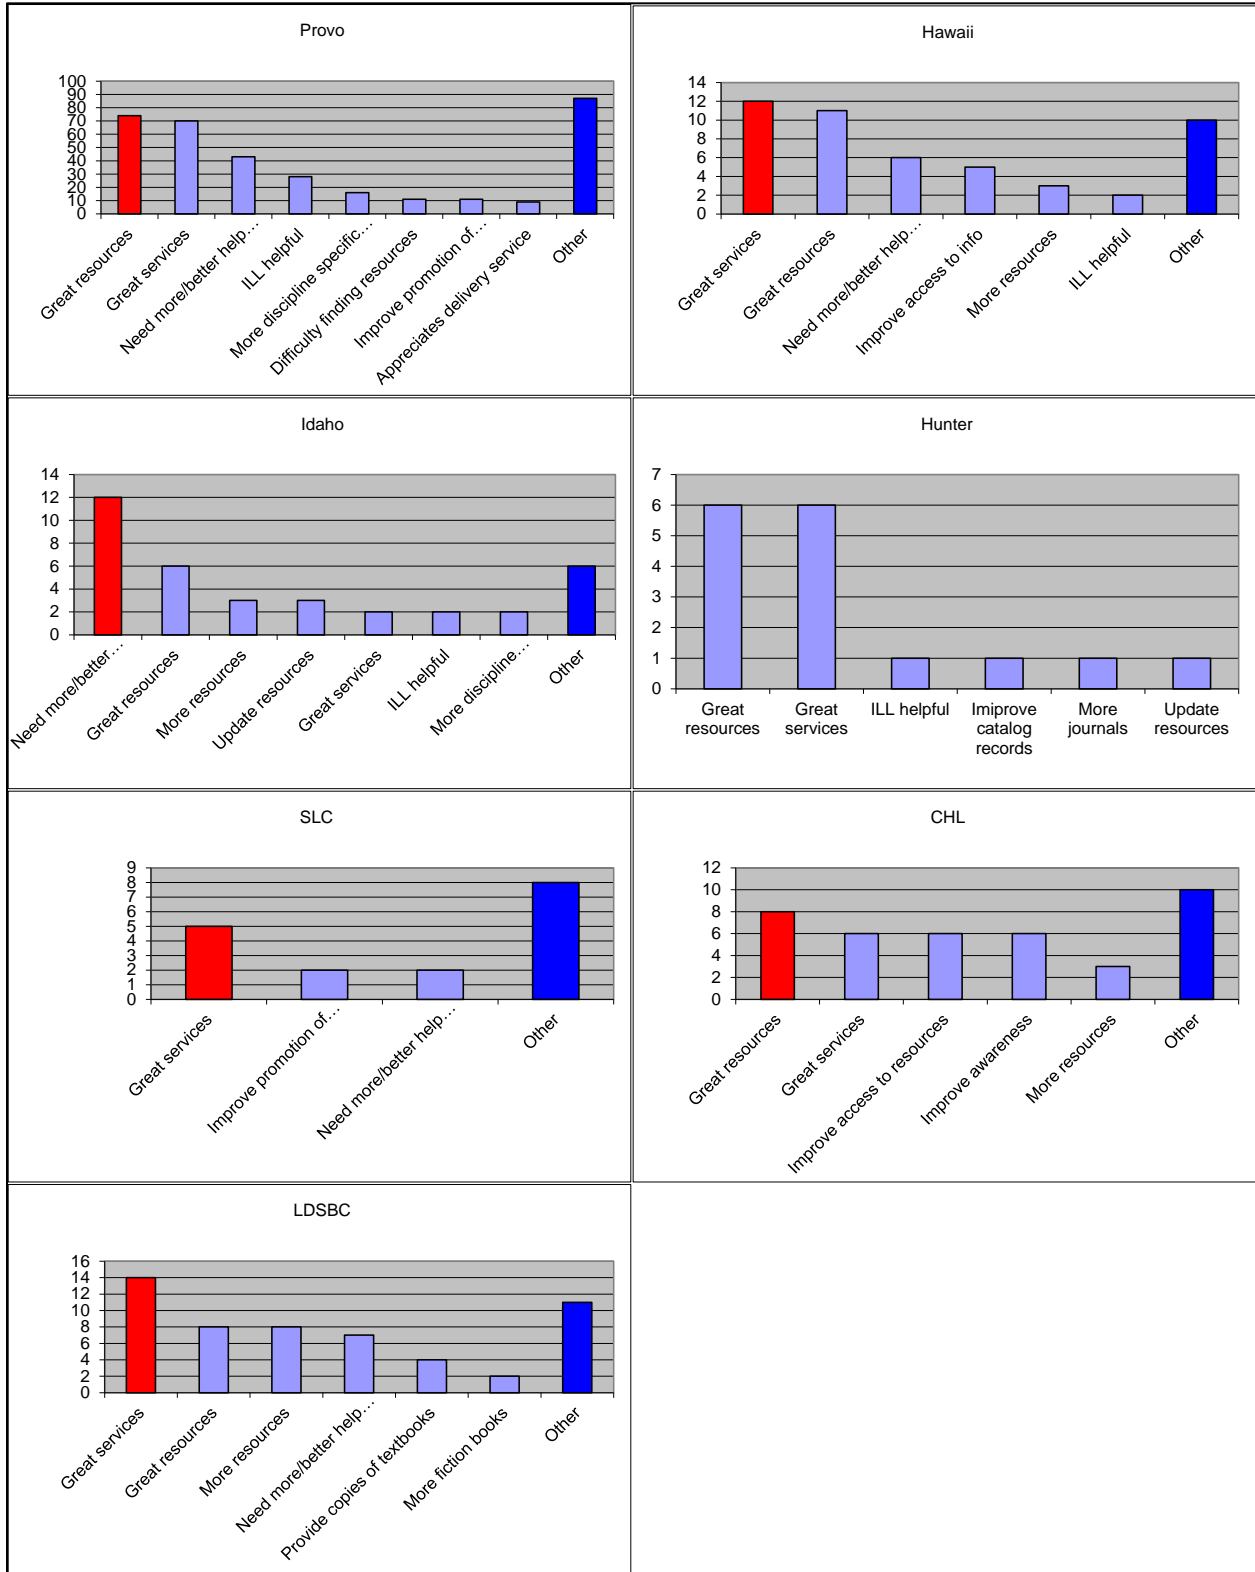 Provo
100
90
80
70
60
50
40
30
20
10
0
Great resources
Great services
Need more/better help…
ILL helpful
More discipline specific…
Difficulty finding resources
Improve promotion of…
Appreciates delivery service
Other
Hawaii
14
12
10
8
6
4
2
0
Great services
Great resources
Need more/better help…
Improve access to info
More resources
ILL helpful
Other
Idaho
14
12
10
8
6
4
2
0
Need more/better…
Great resources
More resources
Update resources
Great services
ILL helpful
More discipline…
Other
Hunter
7
6
5
4
3
2
1
0
Great
resources
Great
services
ILL helpful
Imiprove
catalog
records
More
journals
Update
resources
SLC
9
8
7
6
5
4
3
2
1
0
Great services
Improve promotion of…
Need more/better help…
Other
CHL
12
10
8
6
4
2
0
Great resources
Great services
Improve access to resources
Improve awareness
More resources
Other
LDSBC
16
14
12
10
8
6
4
2
0
Great services
Great resources
More resources
Need more/better help…
Provide copies of textbooks
More fiction books
Other